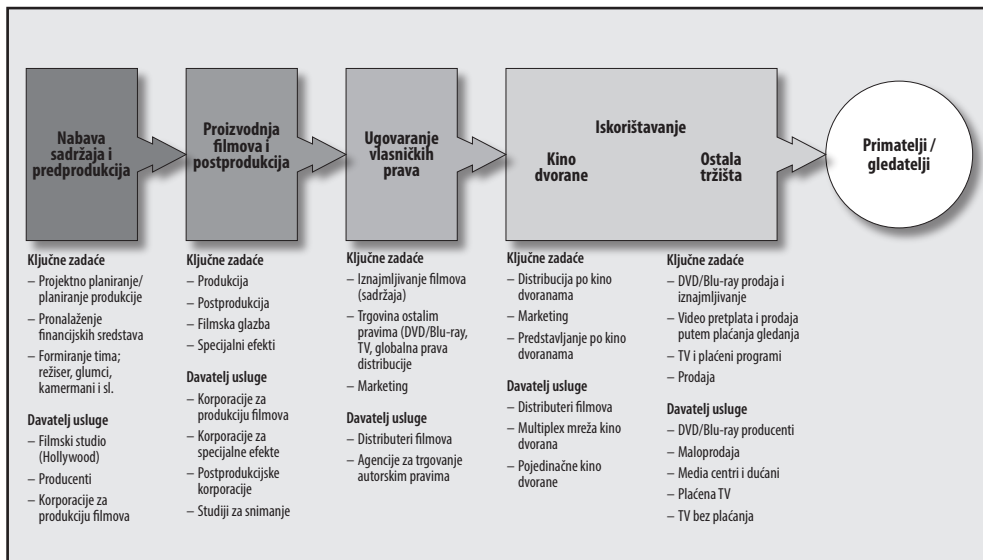 Nabava
sadržaja i
predprodukcija
Proizvodnja
filmova i
postprodukcija
Ugovaranje
vlasničkih
prava
Iskorištavanje
Kino
dvorane
Ostala
tržišta
Primatelji /
gledatelji
Ključne zadaće
– Projektno planiranje/
planiranje produkcije
– Pronalaženje
financijskih sredstava
– Formiranje tima;
režiser, glumci,
kamermani i sl.
Davatelj usluge
– Filmski studio
(Hollywood)
– Producenti
– Korporacije za
produkciju filmova
Ključne zadaće
– Produkcija
– Postprodukcija
– Filmska glazba
– Specijalni efekti
Davatelj usluge
– Korporacije za
produkciju filmova
– Korporacije za
specijalne efekte
– Postprodukcijske
korporacije
– Studiji za snimanje
Ključne zadaće
– Iznajmljivanje filmova
(sadržaja)
– Trgovina ostalim
pravima (DVD/Blu-ray,
TV, globalna prava
distribucije
– Marketing
Davatelj usluge
– Distributeri filmova
– Agencije za trgovanje
autorskim pravima
Ključne zadaće
– Distribucija po kino
dvoranama
– Marketing
– Predstavljanje po kino
dvoranama
Davatelj usluge
– Distributeri filmova
– Multiplex mreža kino
dvorana
– Pojedinačne kino
dvorane
Ključne zadaće
– DVD/Blu-ray prodaja i
iznajmljivanje
– Video pretplata i prodaja
putem plaćanja gledanja
– TV i plaćeni programi
– Prodaja
Davatelj usluge
– DVD/Blu-ray producenti
– Maloprodaja
– Media centri i dućani
– Plaćena TV
– TV bez plaćanja